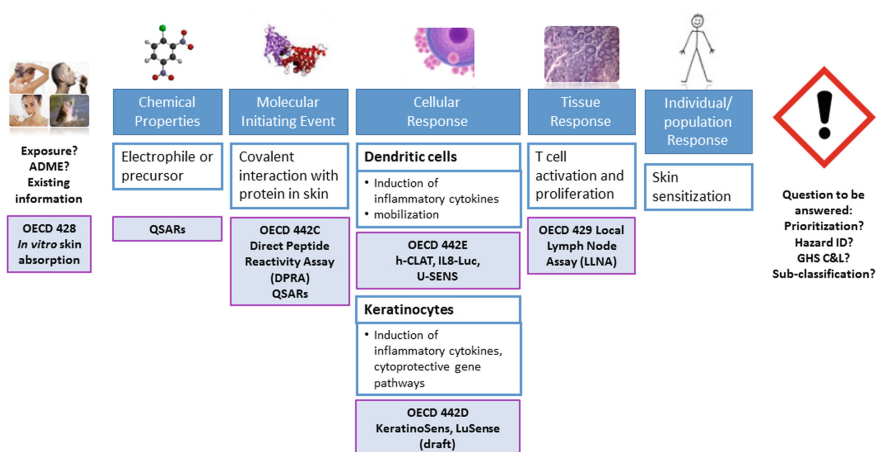 Exposure?
ADME?
Existing
information
OECD 428
In vitro skin
absorption
Chemical
Properties
Electrophile or
precursor
QSARs
Molecular
Initiating Event
Covalent
interaction with
protein in skin
OECD 442C
Direct Peptide
Reactivity Assay
(DPRA)
QSARs
Cellular
Response
Dendritic cells
• Induction of
inflammatory cytokines
• mobilization
OECD 442E
h-CLAT, IL8-Luc,
U-SENS
Keratinocytes
• Induction of
inflammatory cytokines,
cytoprotective gene
pathways
OECD 442D
KeratinoSens, LuSense
(draft)
Tissue
Response
T cell
activation and
proliferation
OECD 429 Local
Lymph Node
Assay (LLNA)
Individual/
population
Response
Skin
sensitization
Question to be
answered:
Prioritization?
Hazard ID?
GHS C&L?
Sub-classification?